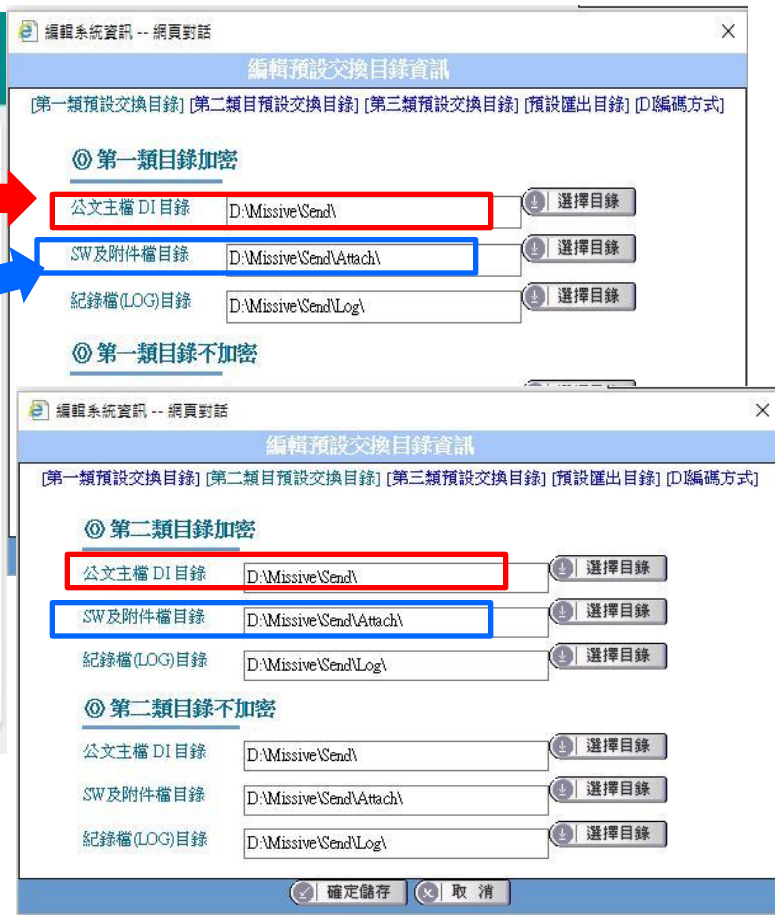 編輯系統資訊 -- 網頁對話
編輯預設交換目錄資訊
[第一類預設交換目錄] [第二類目預設交換目錄] [第三類預設交換目錄] [預設匯出目錄] [DI編碼方式]
◎ 第一類目錄加密
公文主檔 DI 目錄 D:\Missive\Send\ 選擇目錄
SW及附件檔目錄 D:\Missive\Send\Attach\ 選擇目錄
紀錄檔(LOG)目錄 D:\Missive\Send\Log\ 選擇目錄
◎ 第一類目錄不加密
編輯系統資訊 -- 網頁對話
編輯預設交換目錄資訊
[第一類預設交換目錄] [第二類目預設交換目錄] [第三類預設交換目錄] [預設匯出目錄] [DI編碼方式]
◎ 第二類目錄加密
公文主檔 DI 目錄 D:\Missive\Send\ 選擇目錄
SW及附件檔目錄 D:\Missive\Send\Attach\ 選擇目錄
紀錄檔(LOG)目錄 D:\Missive\Send\Log\ 選擇目錄
◎ 第二類目錄不加密
公文主檔 DI 目錄 D:\Missive\Send\ 選擇目錄
SW及附件檔目錄 D:\Missive\Send\Attach\ 選擇目錄
紀錄檔(LOG)目錄 D:\Missive\Send\Log\ 選擇目錄
確定儲存 取 消